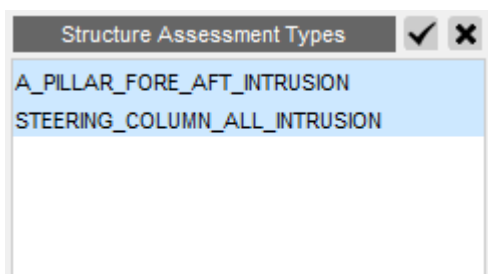 Structure Assessment Types
A_PILLAR_FORE_AFT_INTRUSION
STEERING_COLUMN_ALL_INTRUSION